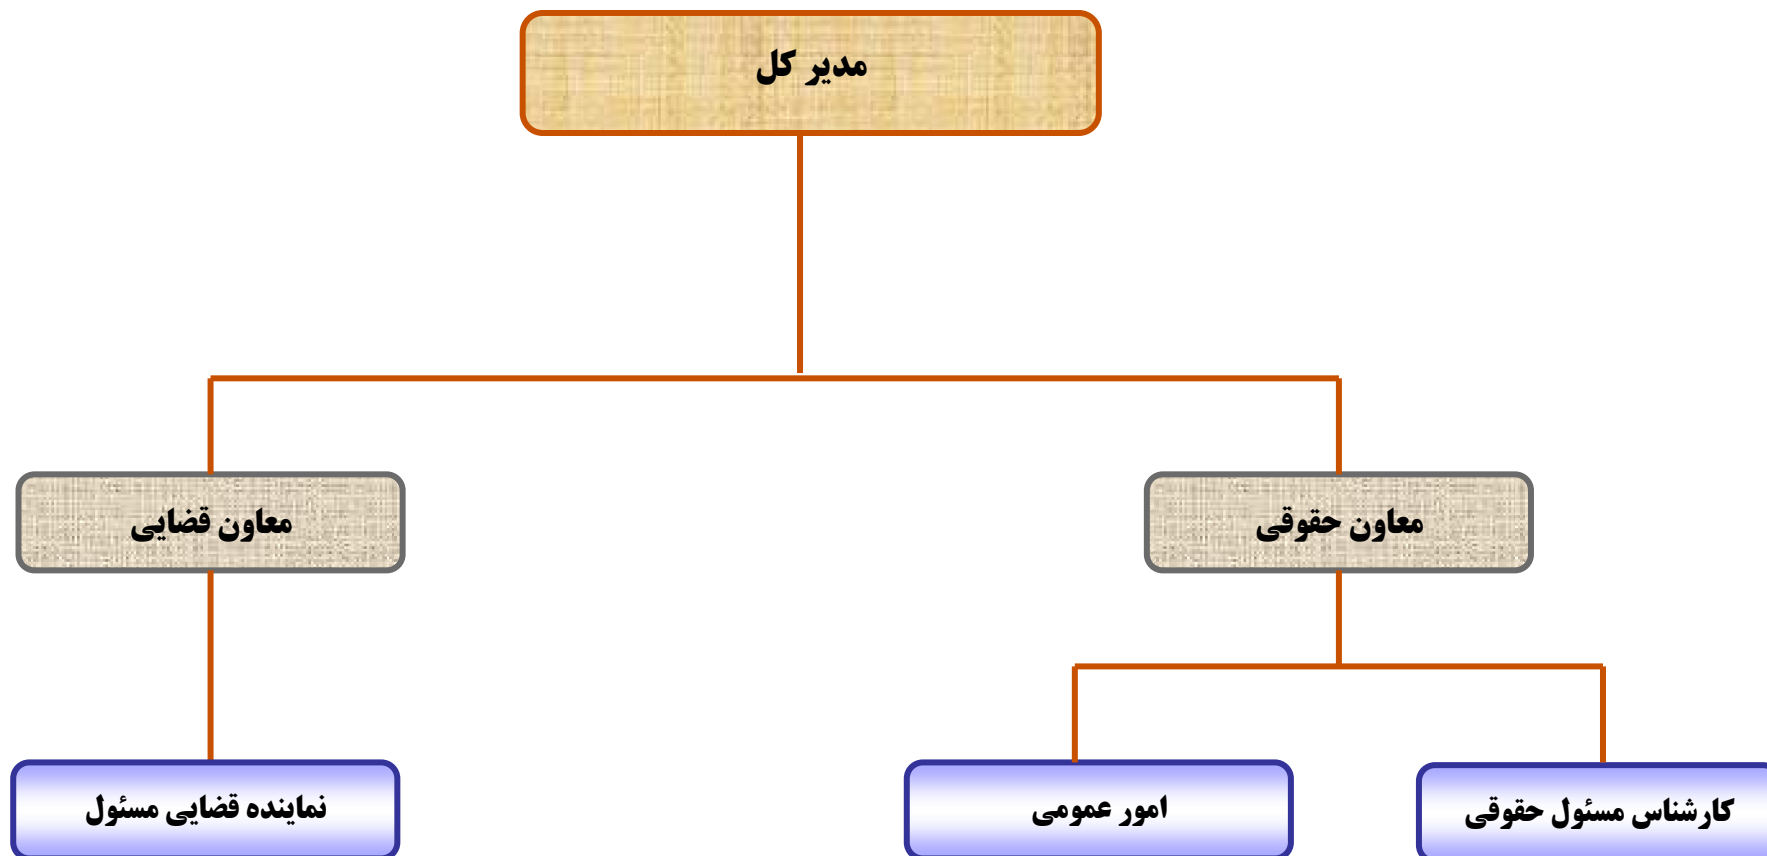 مدیر کل
معاون حقوقی
معاون قضایی
کارشناس مسئول حقوقی
امور عمومی
نماینده قضایی مسئول